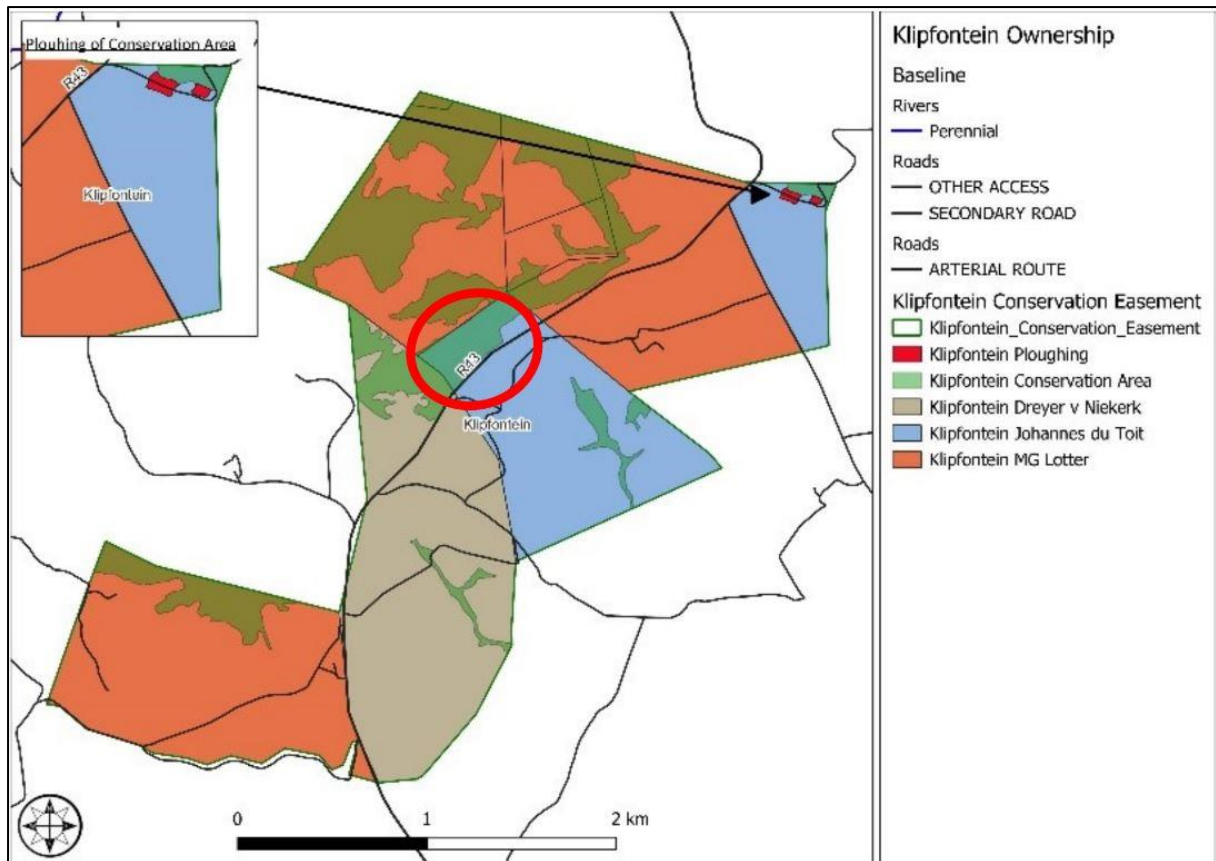 Plouhing of Conservation Area
R43
Klipfontuin
R43
Klipfontein
0 1 2 km
Klipfontein Ownership
Baseline
Rivers
Perennial
Roads
OTHER ACCESS
SECONDARY ROAD
Roads
ARTERIAL ROUTE
Klipfontein Conservation Easement
Klipfontein_Conservation_Easement
Klipfontein Ploughing
Klipfontein Conservation Area
Klipfontein Dreyer v Niekerk
Klipfontein Johannes du Toit
Klipfontein MG Lotter